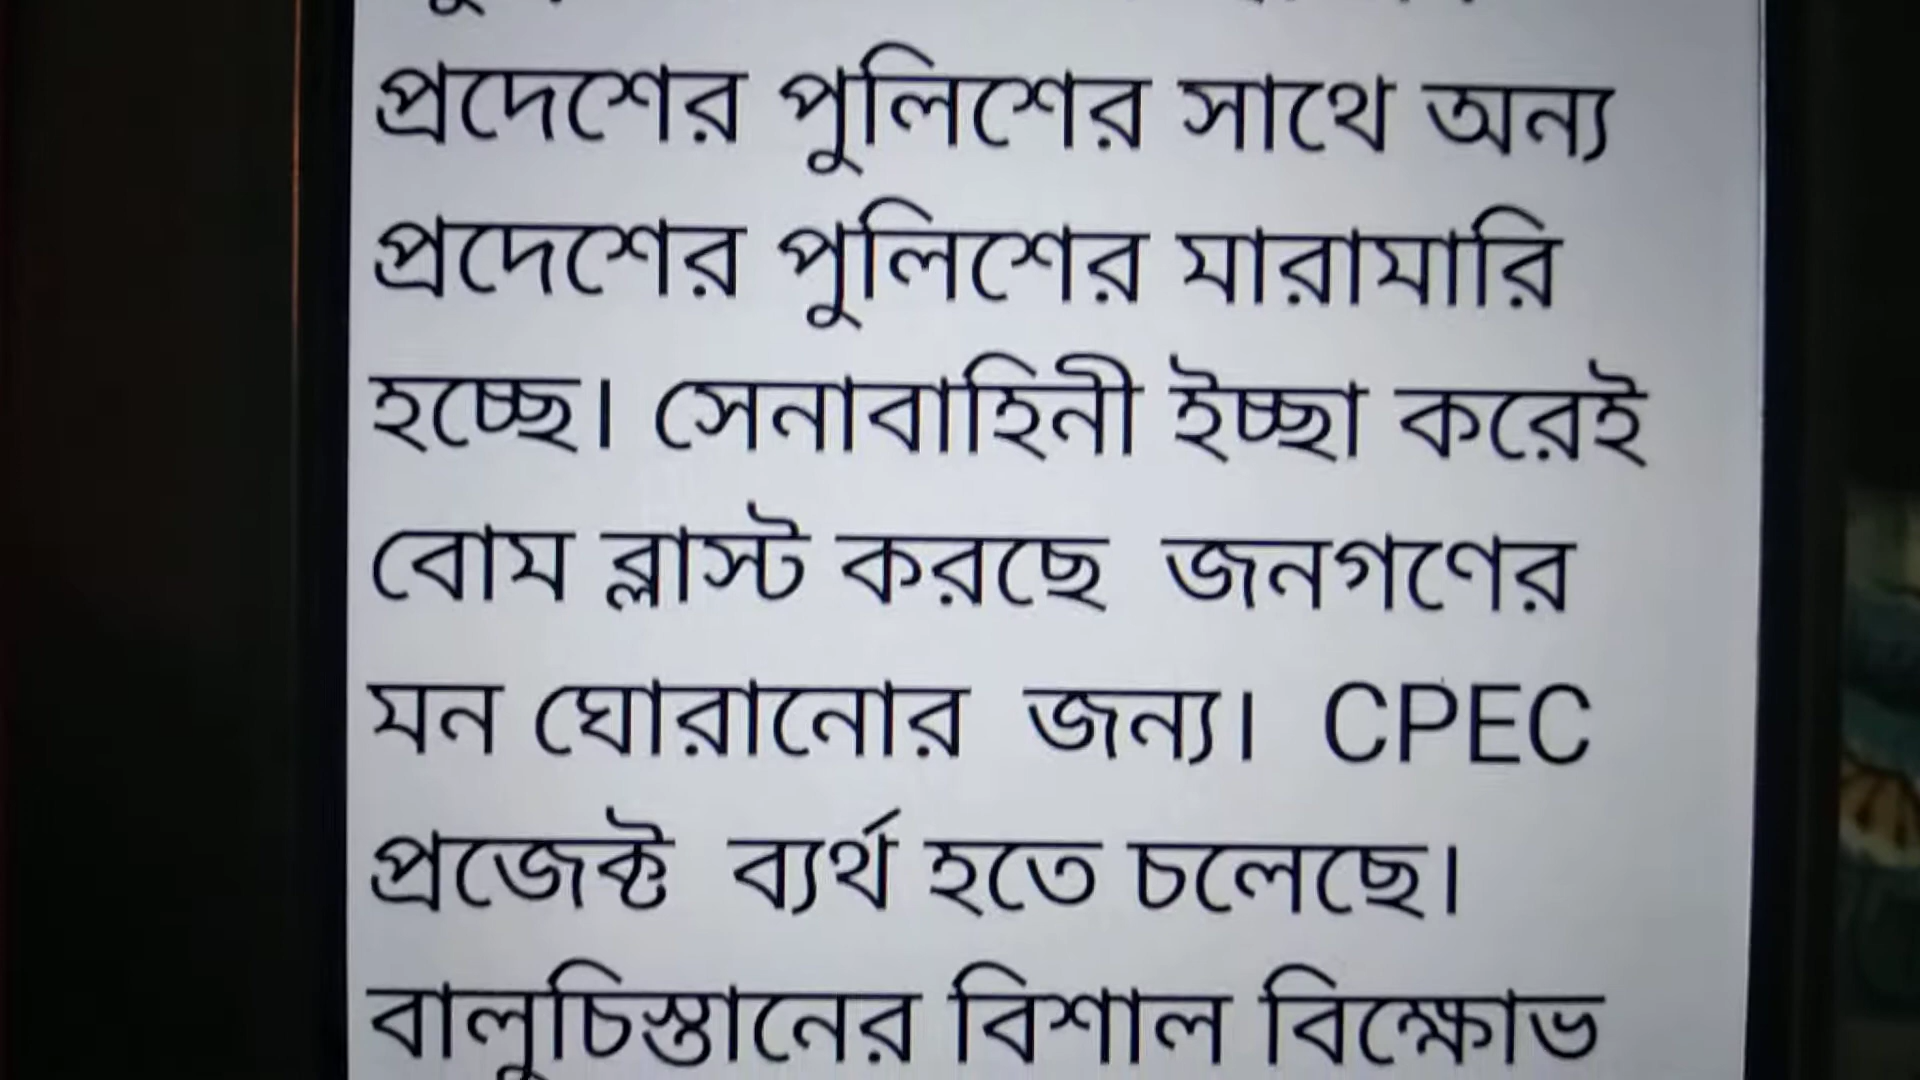 প্রদেশের পুলিশের সাথে অন্য
প্রদেশের পুলিশের মারামারি
হচ্ছে। সেনাবাহিনী ইচ্ছা করেই
বোম ব্লাস্ট করছে জনগণের
মন ঘোরানোর জন্য। CPEC
প্রজেক্ট ব্যর্থ হতে চলেছে।
বালুচিস্তানের বিশাল বিক্ষোভ